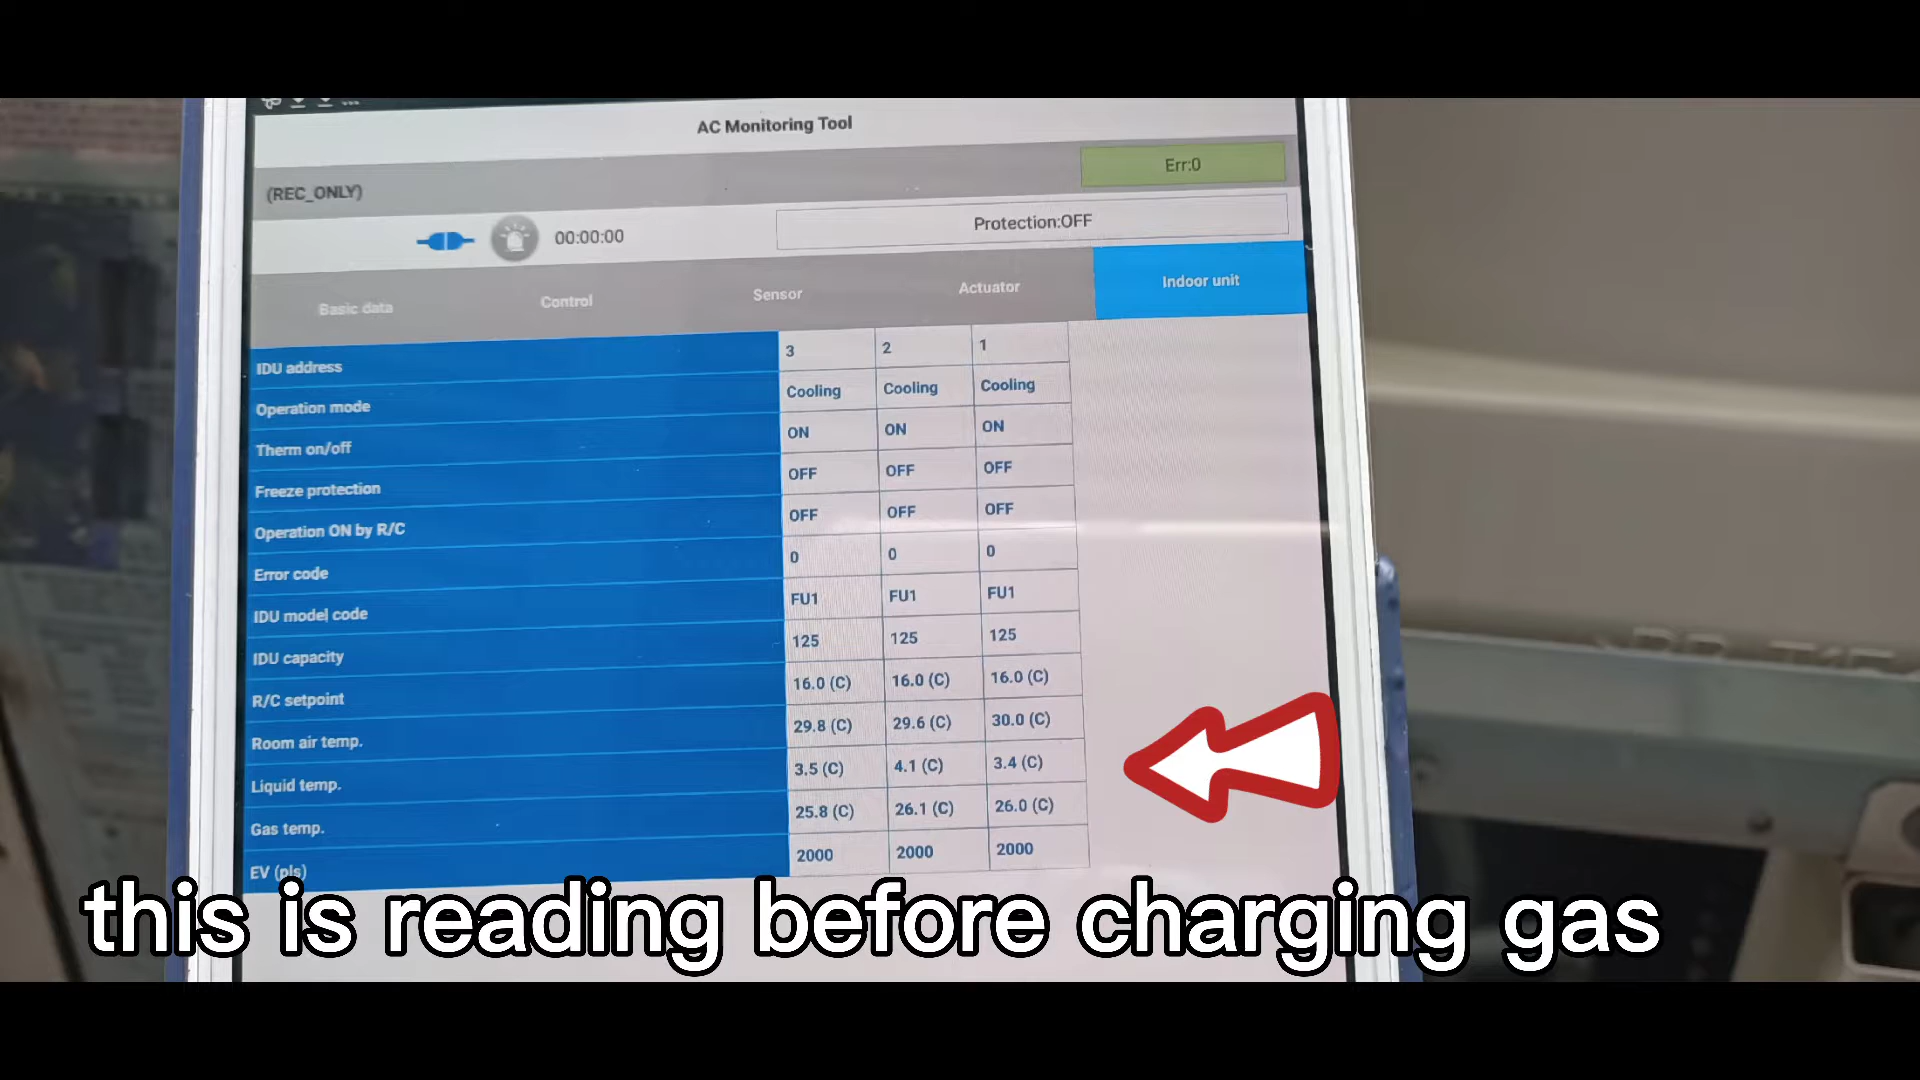 AC Monitoring Tool
(REC_ONLY)
Err:0
00:00:00
Protection:OFF
Basic data Control Sensor Actuator Indoor unit
IDU address 3 2 1
Operation mode Cooling Cooling Cooling
Therm on/off ON ON ON
Freeze protection OFF OFF OFF
Operation ON by R/C OFF OFF OFF
Error code 0 0 0
IDU model code FU1 FU1 FU1
IDU capacity 125 125 125
R/C setpoint 16.0 (C) 16.0 (C) 16.0 (C)
Room air temp. 29.8 (C) 29.6 (C) 30.0 (C)
Liquid temp. 3.5 (C) 4.1 (C) 3.4 (C)
Gas temp. 25.8 (C) 26.1 (C) 26.0 (C)
EV (pls) 2000 2000 2000
this is reading before charging gas